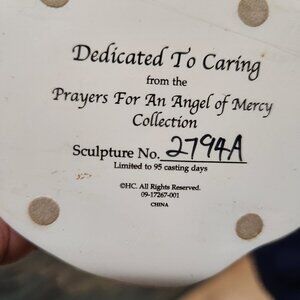 Dedicated To Caring
from the
Prayers For An Angel of Mercy
Collection
Sculpture No. 2794A
Limited to 95 casting days
©HC. All Rights Reserved.
09-17267-001
CHINA